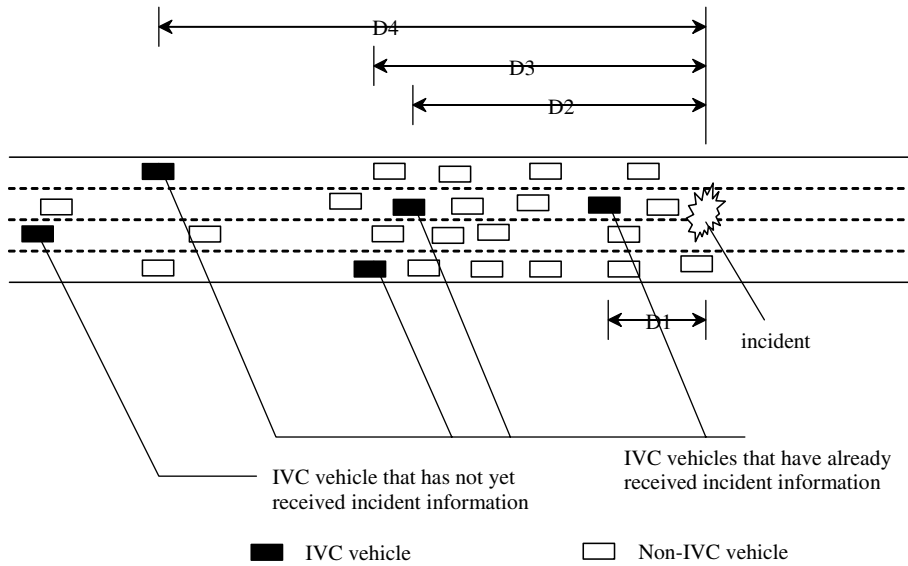 D4
D3
D2
D1
incident
IVC vehicle that has not yet
received incident information
IVC vehicles that have already
received incident information
IVC vehicle
Non-IVC vehicle